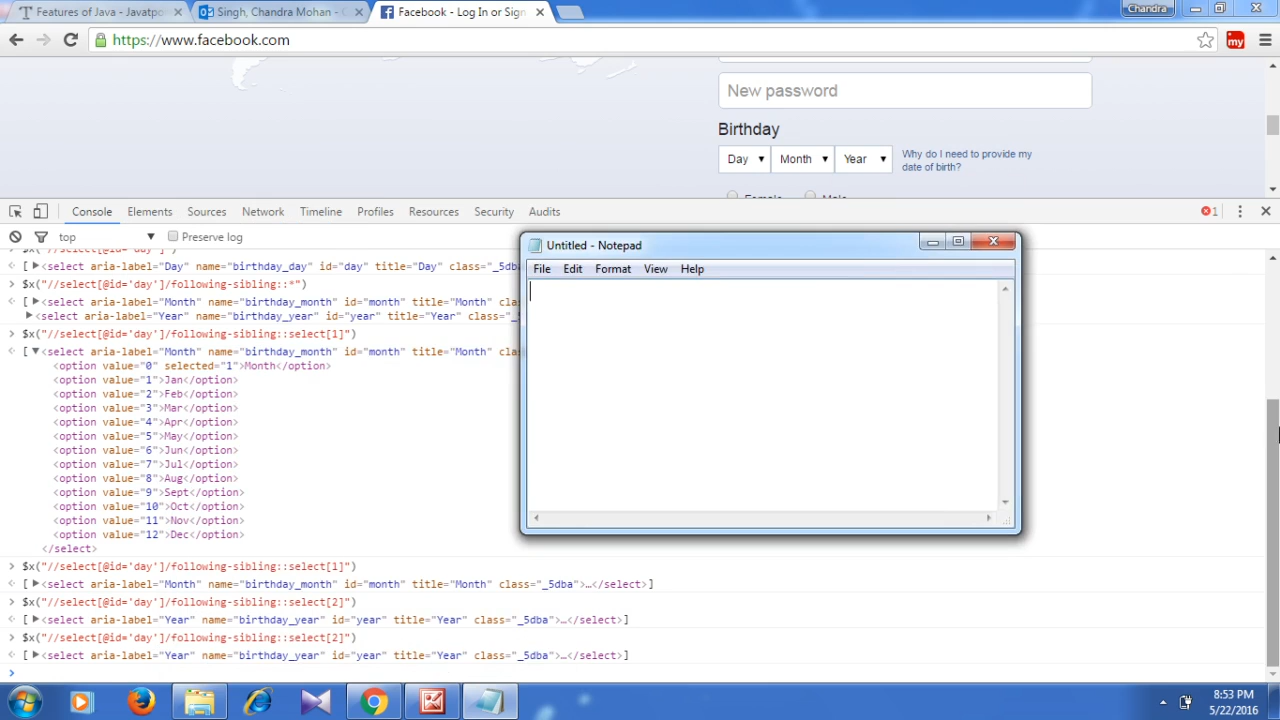 Features of Java - Javatpo
Singh, Chandra Mohan -
Facebook - Log In or Sign
Chandra
https://www.facebook.com
my
New password
Birthday
Day
Month
Year
Why do I need to provide my
date of birth?
Female
Male
Console
Elements
Sources
Network
Timeline
Profiles
Resources
Security
Audits
1
top
Preserve log
$x("//select[@id='day']")
[ <select aria-label="Day" name="birthday_day" id="day" title="Day" class="_5dba
$x("//select[@id='day']/following-sibling::*")
[ <select aria-label="Month" name="birthday_month" id="month" title="Month" class="_
<select aria-label="Year" name="birthday_year" id="year" title="Year" class="_5
$x("//select[@id='day']/following-sibling::select[1]")
[ <select aria-label="Month" name="birthday_month" id="month" title="Month" clas
<option value="0" selected="1">Month</option>
<option value="1">Jan</option>
<option value="2">Feb</option>
<option value="3">Mar</option>
<option value="4">Apr</option>
<option value="5">May</option>
<option value="6">Jun</option>
<option value="7">Jul</option>
<option value="8">Aug</option>
<option value="9">Sept</option>
<option value="10">Oct</option>
<option value="11">Nov</option>
<option value="12">Dec</option>
</select>
$x("//select[@id='day']/following-sibling::select[1]")
[ <select aria-label="Month" name="birthday_month" id="month" title="Month" class="_5dba">…</select>]
$x("//select[@id='day']/following-sibling::select[2]")
[ <select aria-label="Year" name="birthday_year" id="year" title="Year" class="_5dba">…</select>]
$x("//select[@id='day']/following-sibling::select[2]")
[ <select aria-label="Year" name="birthday_year" id="year" title="Year" class="_5dba">…</select>]
Untitled - Notepad
File
Edit
Format
View
Help
8:53 PM
5/22/2016